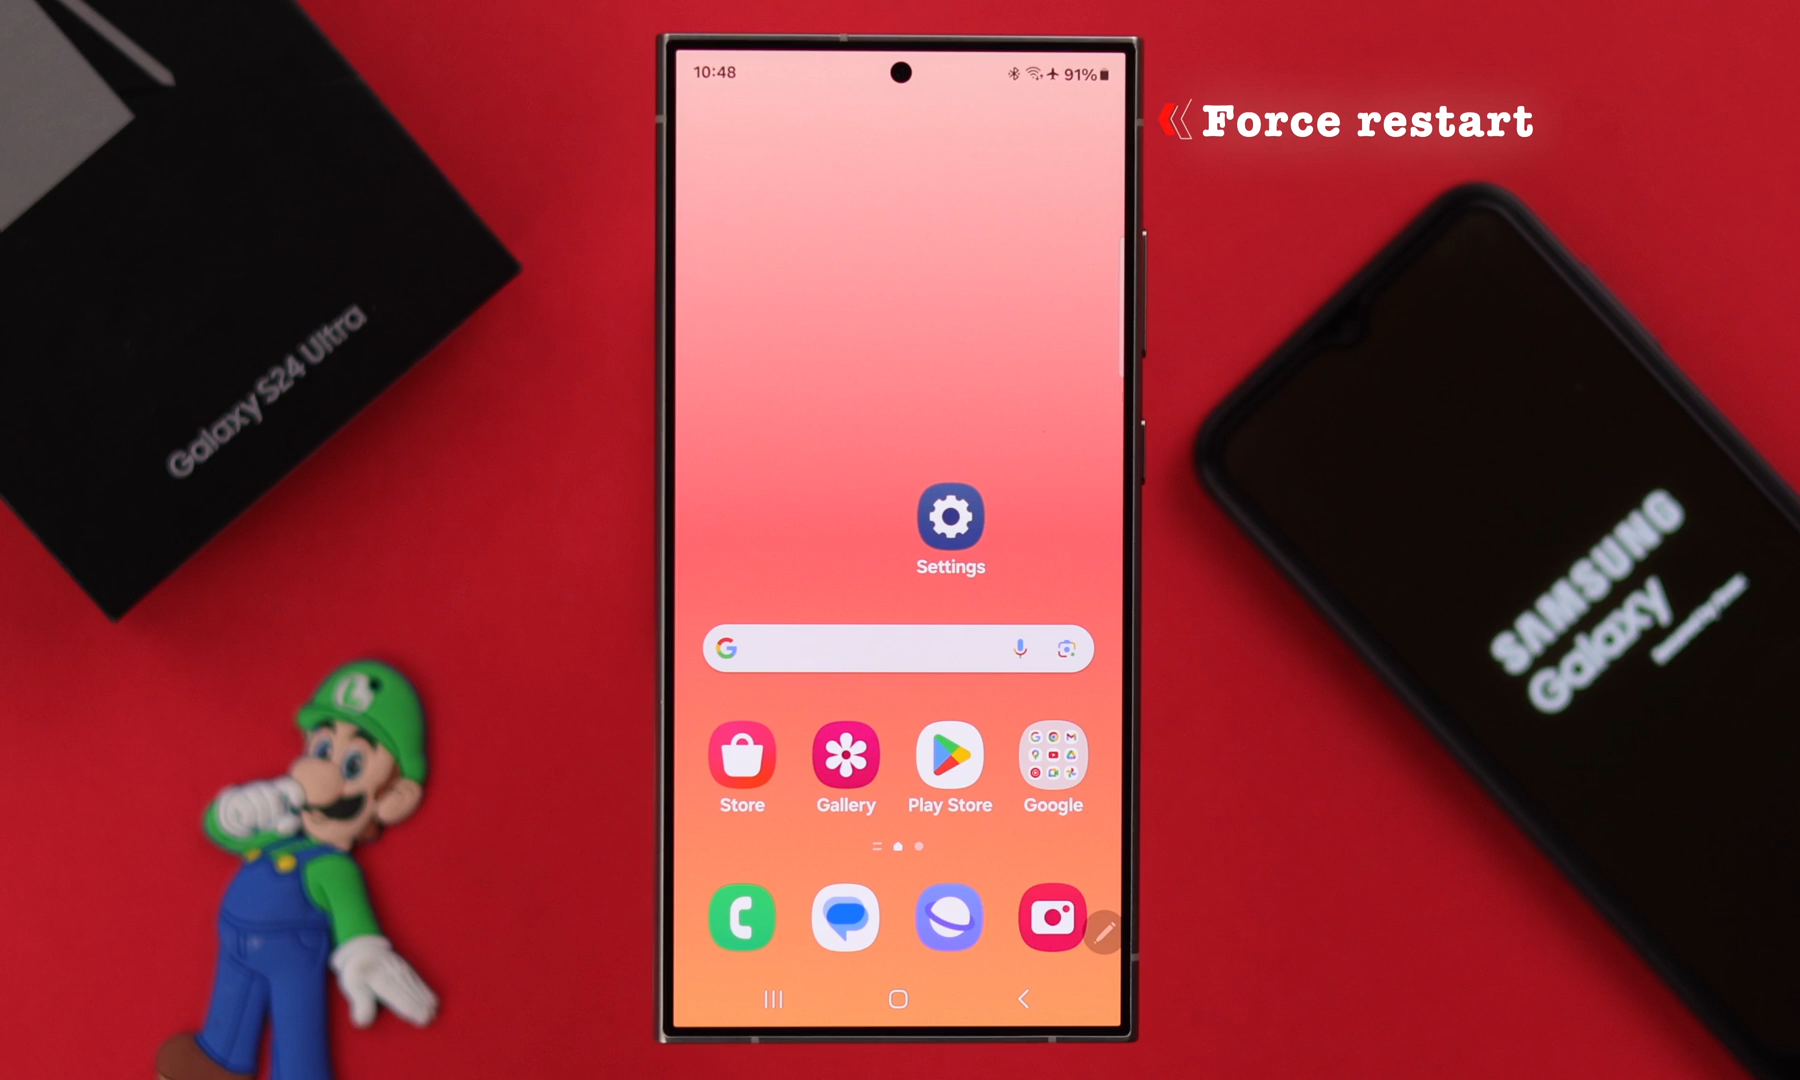 10:48
91%
Force restart
Galaxy S24 Ultra
Settings
G
Store
Gallery
Play Store
Google
L
SAMSUNG
Galaxy